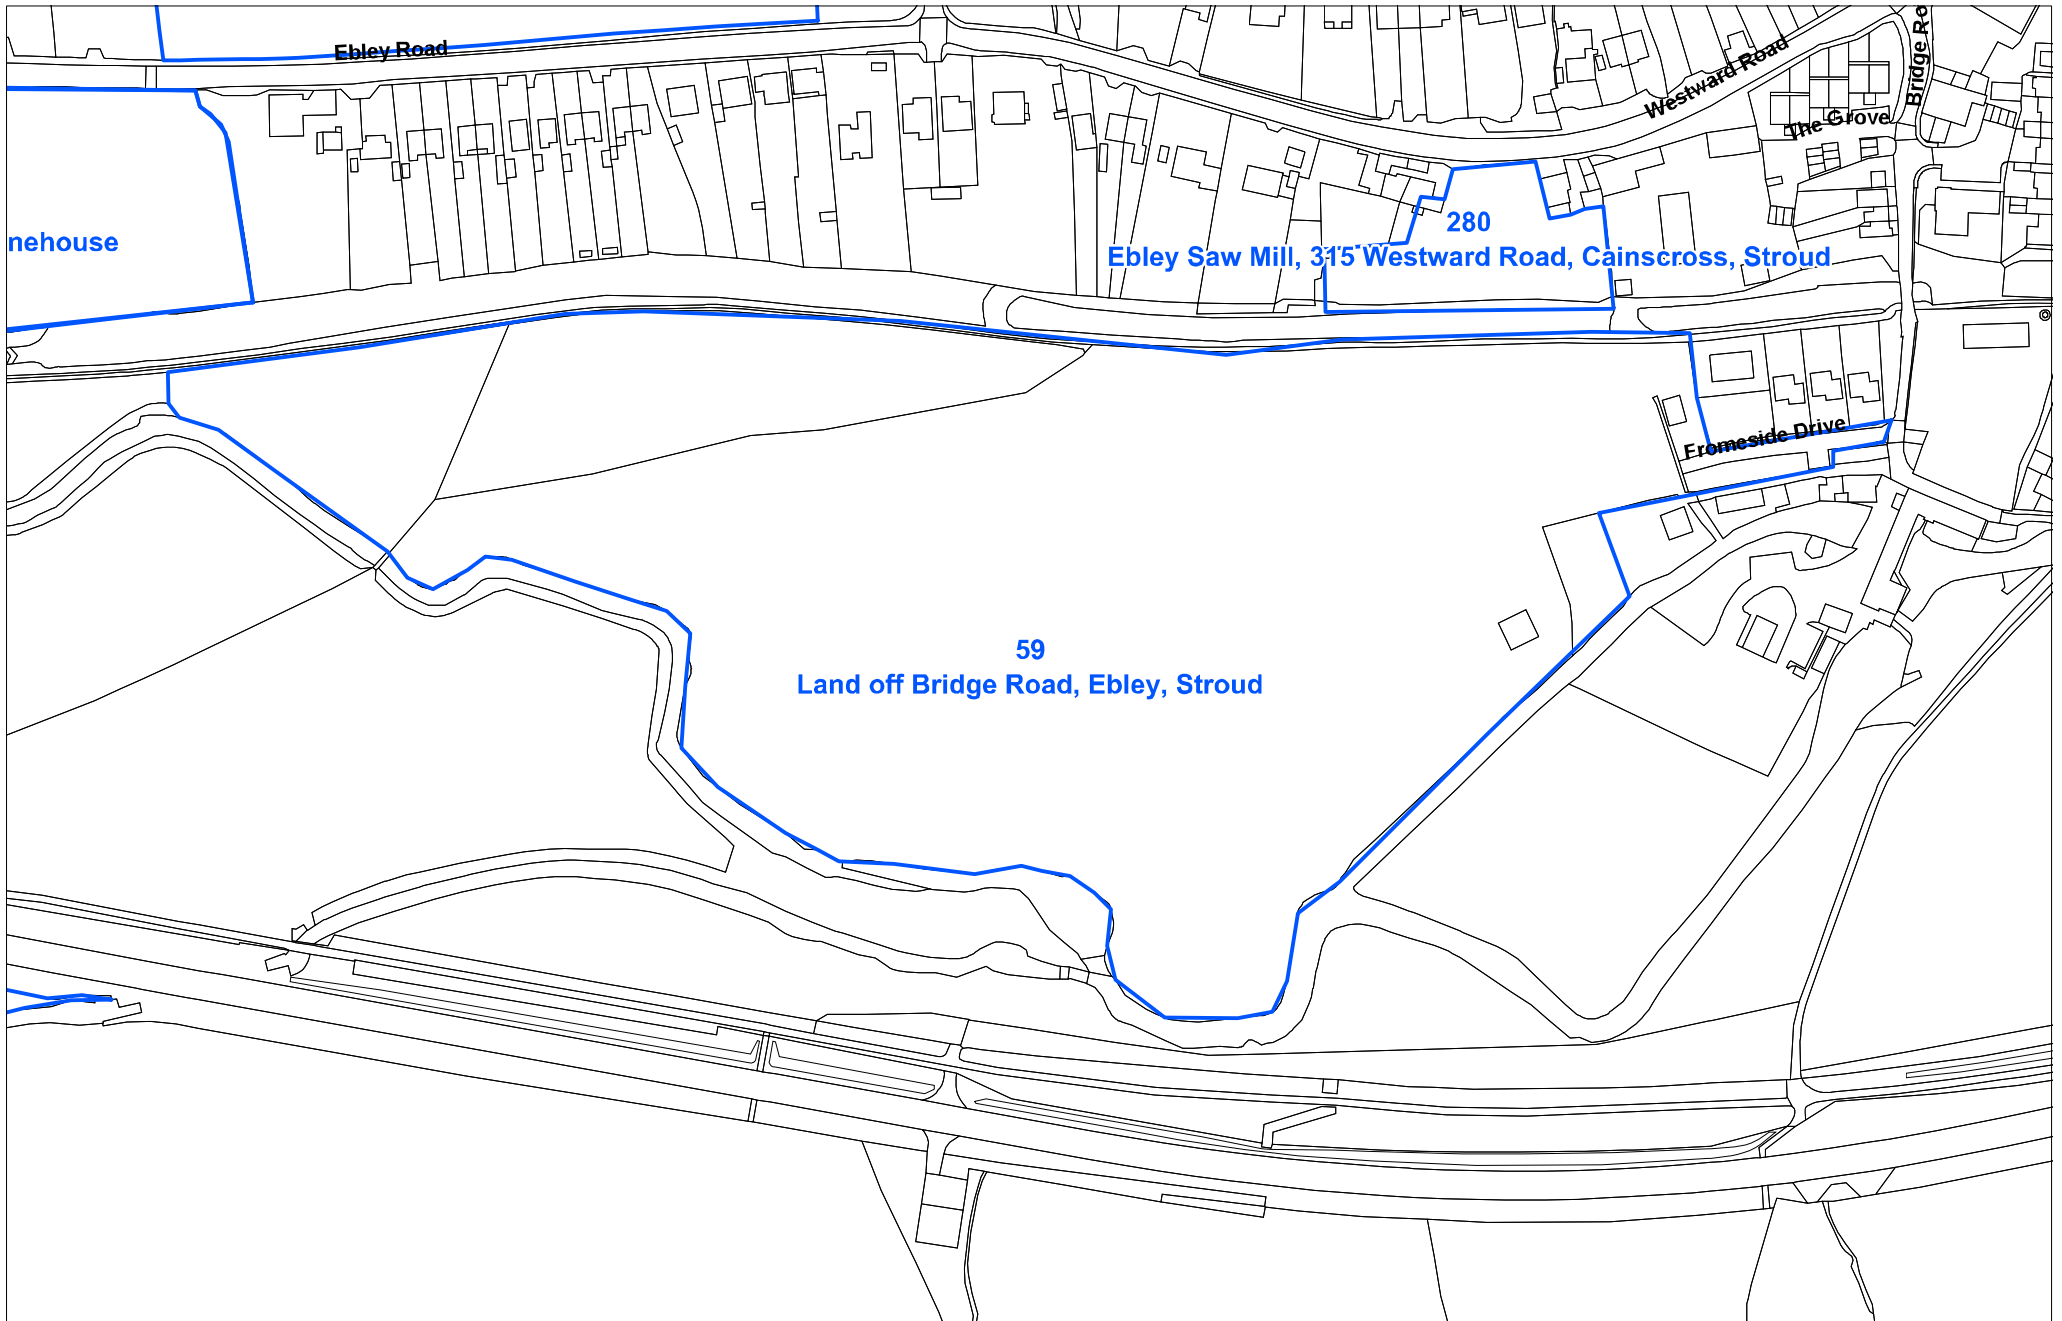 Ebley Road
Westward Road
Bridge Ro
The Grove
nehouse
280
Ebley Saw Mill, 315 Westward Road, Cainscross, Stroud
Fromeside Drive
59
Land off Bridge Road, Ebley, Stroud